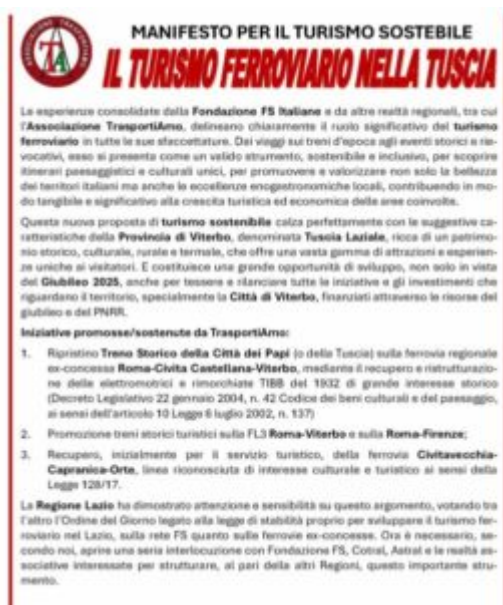 MANIFESTO PER IL TURISMO SOSTEBILE
IL TURISMO FERROVIARIO NELLA TUSCIA
Le esperienze consolidate dalla Fondazione FS Italiane e da altre realtà regionali, tra cui
l'Associazione TrasportiAmo, delineano chiaramente il ruolo significativo del turismo
ferroviario in tutte le sue sfaccettature. Dai viaggi sui treni d'epoca agli eventi storici e rie-
vocativi, esso si presenta come un valido strumento, sostenibile e inclusivo, per scoprire
itinerari paesaggistici e culturali unici, per promuovere e valorizzare non solo la bellezza
dei territori italiani ma anche le eccellenze enogastronomiche locali, contribuendo in mo-
do tangibile e significativo alla crescita turistica ed economica delle aree coinvolte.
Questa nuova proposta di turismo sostenibile calza perfettamente con le suggestive ca-
ratteristiche della Provincia di Viterbo, denominata Tuscia Laziale, ricca di un patrimo-
nio storico, culturale, rurale e termale, che offre una vasta gamma di attrazioni e esperien-
ze uniche ai visitatori. E costituisce una grande opportunità di sviluppo, non solo in vista
del Giubileo 2025, anche per tessere e rilanciare tutte le iniziative e gli investimenti che
riguardano il territorio, specialmente la Città di Viterbo, finanziati attraverso le risorse del
giubileo e del PNRR.
Iniziative promosse/sostenute da TrasportiAmo:
1. Ripristino Treno Storico della Città dei Papi (o della Tuscia) sulla ferrovia regionale
ex-concessa Roma-Civita Castellana-Viterbo, mediante il recupero e ristrutturazio-
ne delle elettromotrici e rimorchiate TIBB del 1932 di grande interesse storico
(Decreto Legislativo 22 gennaio 2004, n. 42 Codice dei beni culturali e del paesaggio,
ai sensi dell'articolo 10 Legge 6 luglio 2002, n. 137)
2. Promozione treni storici turistici sulla FL3 Roma-Viterbo e sulla Roma-Firenze;
3. Recupero, inizialmente per il servizio turistico, della ferrovia Civitavecchia-
Capranica-Orte, linea riconosciuta di interesse culturale e turistico ai sensi della
Legge 128/17.
La Regione Lazio ha dimostrato attenzione e sensibilità su questo argomento, votando tra
l'altro l'Ordine del Giorno legato alla legge di stabilità proprio per sviluppare il turismo fer-
roviario nel Lazio, sulla rete FS quanto sulle ferrovie ex-concesse. Ora è necessario, se-
condo noi, aprire una seria interlocuzione con Fondazione FS, Cotral, Astral e le realtà as-
sociative interessate per strutturare, al pari della altri Regioni, questo importante stru-
mento.